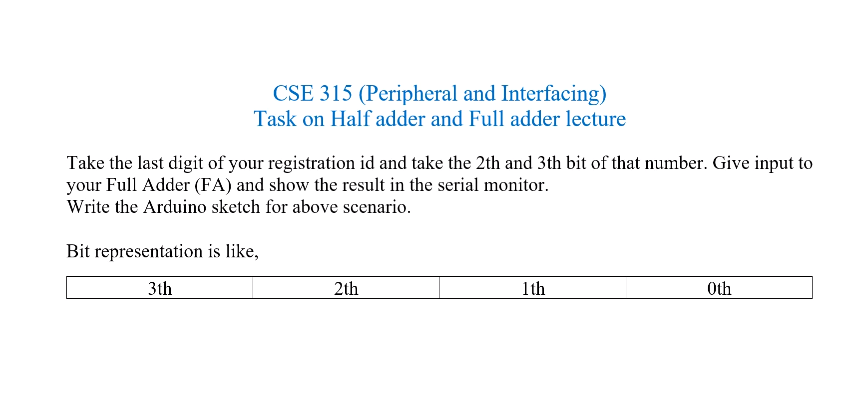 CSE 315 (Peripheral and Interfacing)
Task on Half adder and Full adder lecture
Take the last digit of your registration id and take the 2th and 3th bit of that number. Give input to
your Full Adder (FA) and show the result in the serial monitor.
Write the Arduino sketch for above scenario.
Bit representation is like,
3th 2th 1th 0th